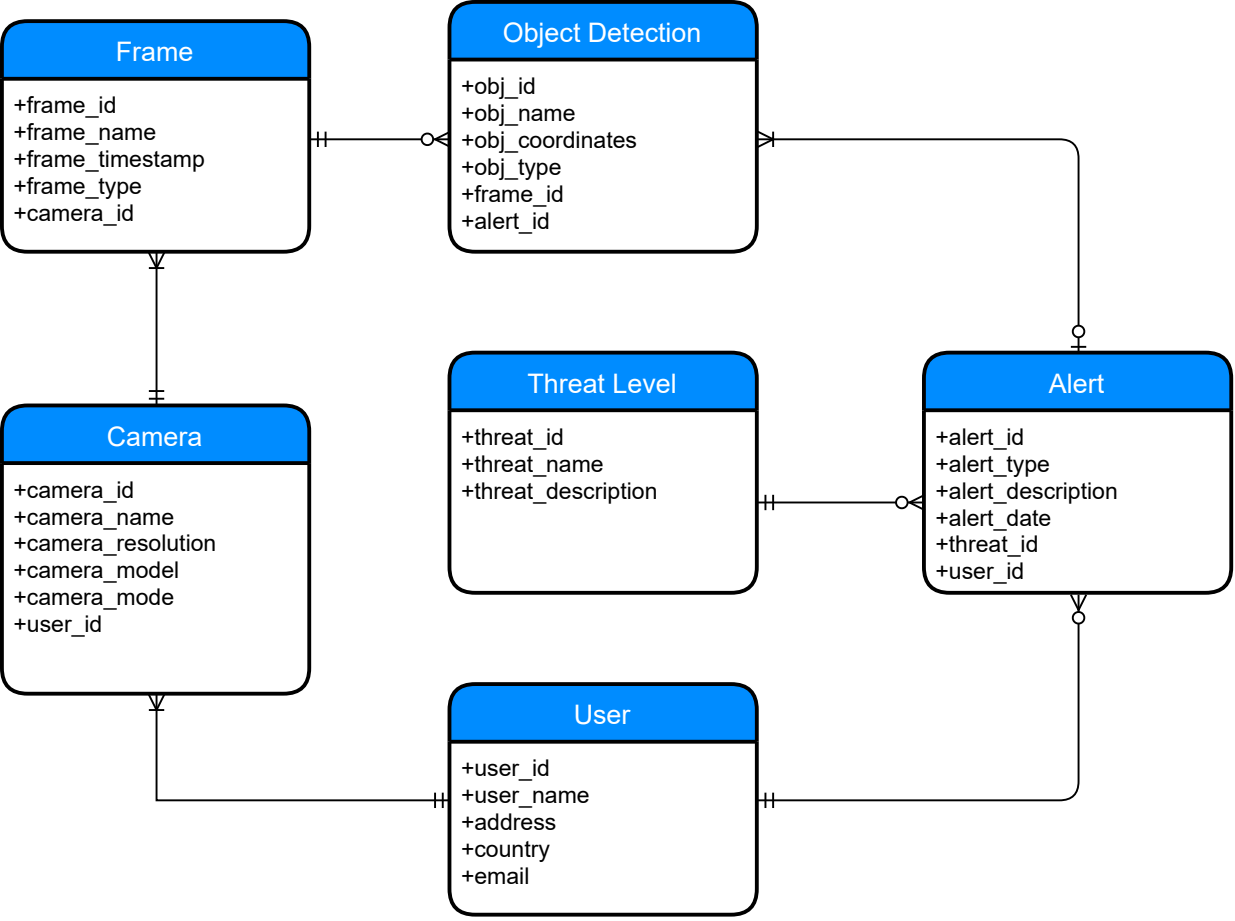 Frame
+frame_id
+frame_name
+frame_timestamp
+frame_type
+camera_id
Object Detection
+obj_id
+obj_name
+obj_coordinates
+obj_type
+frame_id
+alert_id
Camera
+camera_id
+camera_name
+camera_resolution
+camera_model
+camera_mode
+user_id
Threat Level
+threat_id
+threat_name
+threat_description
Alert
+alert_id
+alert_type
+alert_description
+alert_date
+threat_id
+user_id
User
+user_id
+user_name
+address
+country
+email